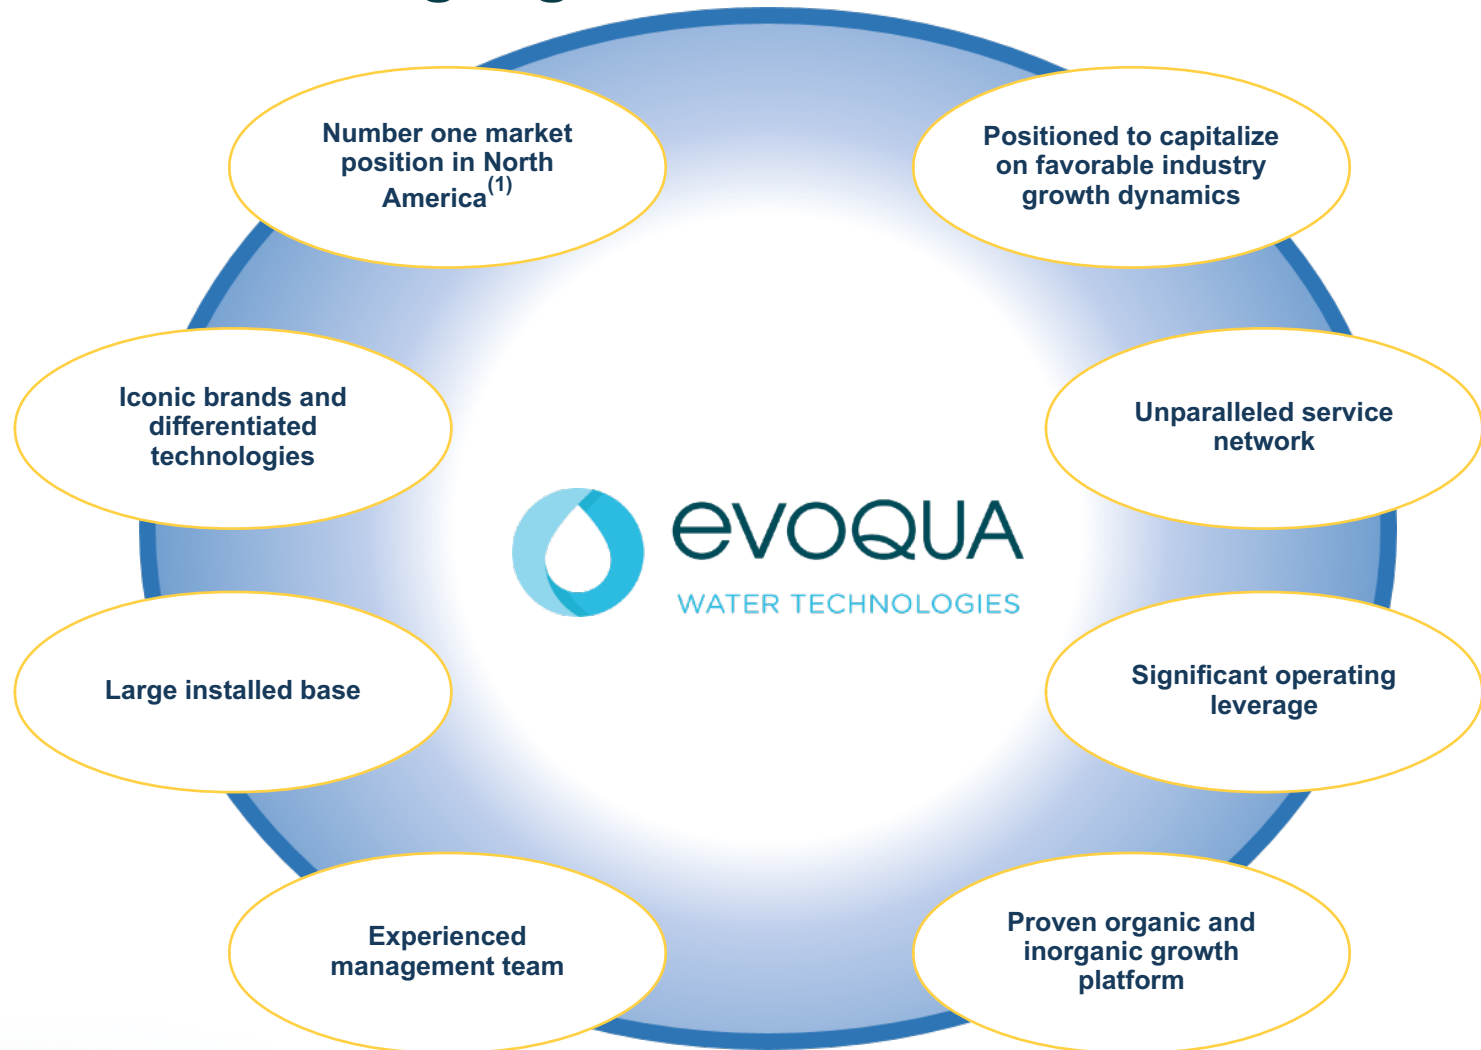 Number one market
position in North
America(1)
Positioned to capitalize
on favorable industry
growth dynamics
Iconic brands and
differentiated
technologies
Unparalleled service
network
evoQUA
WATER TECHNOLOGIES
Large installed base
Significant operating
leverage
Experienced
management team
Proven organic and
inorganic growth
platform